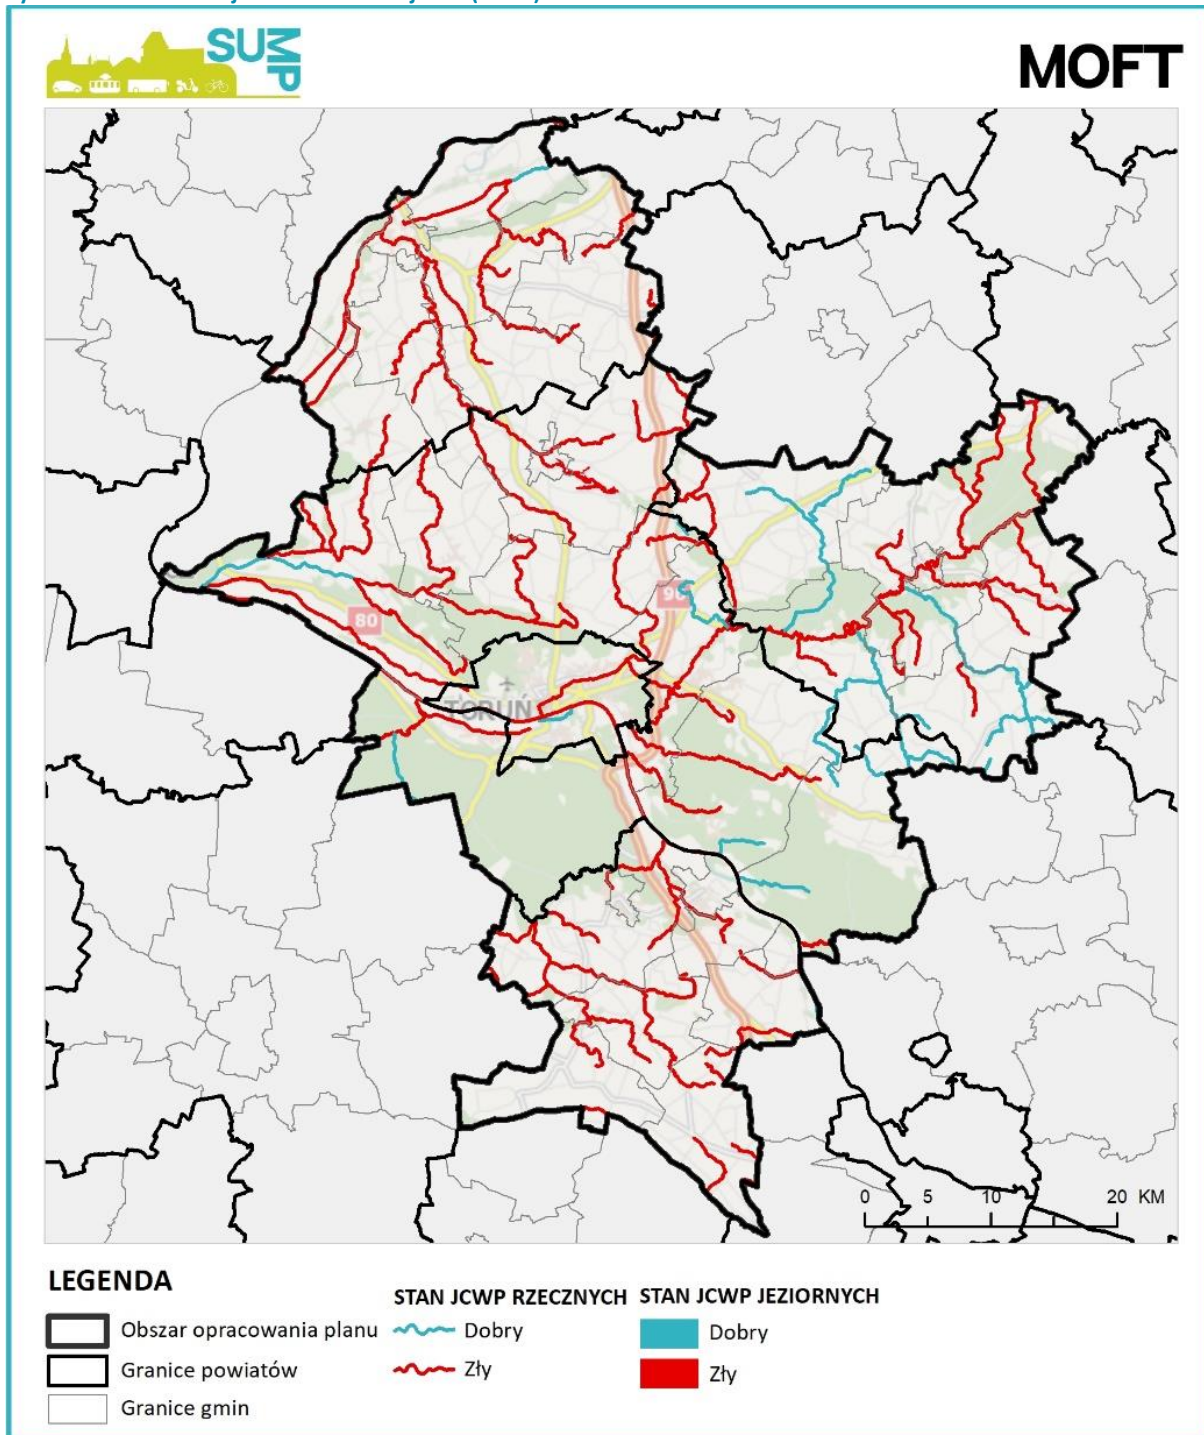 SUMP
MOFT
80
90
TORUŃ
0 5 10 20 KM
LEGENDA
STAN JCWP RZECZNYCH STAN JCWP JEZIORNYCH
Obszar opracowania planu Dobry Dobry
Granice powiatów Zły Zły
Granice gmin